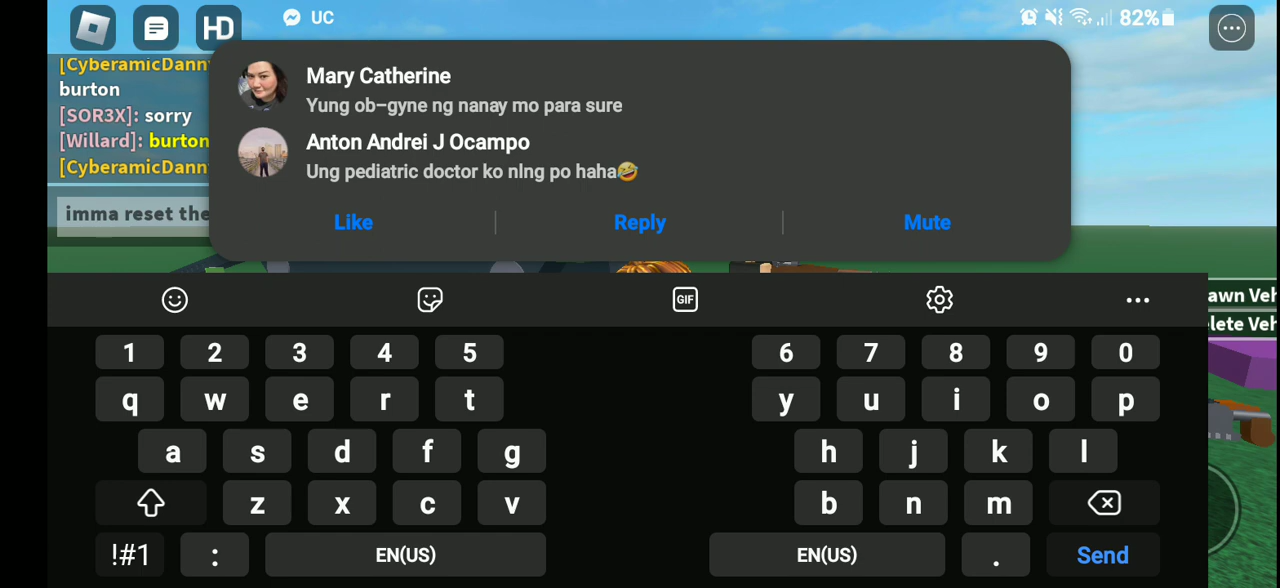 HD
UC
82%
[CyberamicDann
burton
[SOR3X]: sorry
[Willard]: burton
[CyberamicDann
imma reset the
Mary Catherine
Yung ob-gyne ng nanay mo para sure
Anton Andrei J Ocampo
Ung pediatric doctor ko nlng po haha🤣
Like Reply Mute
GIF
awn Veh
lete Veh
1 2 3 4 5 6 7 8 9 0
q w e r t y u i o p
a s d f g h j k l
z x c v b n m
!#1 : EN(US) EN(US) . Send